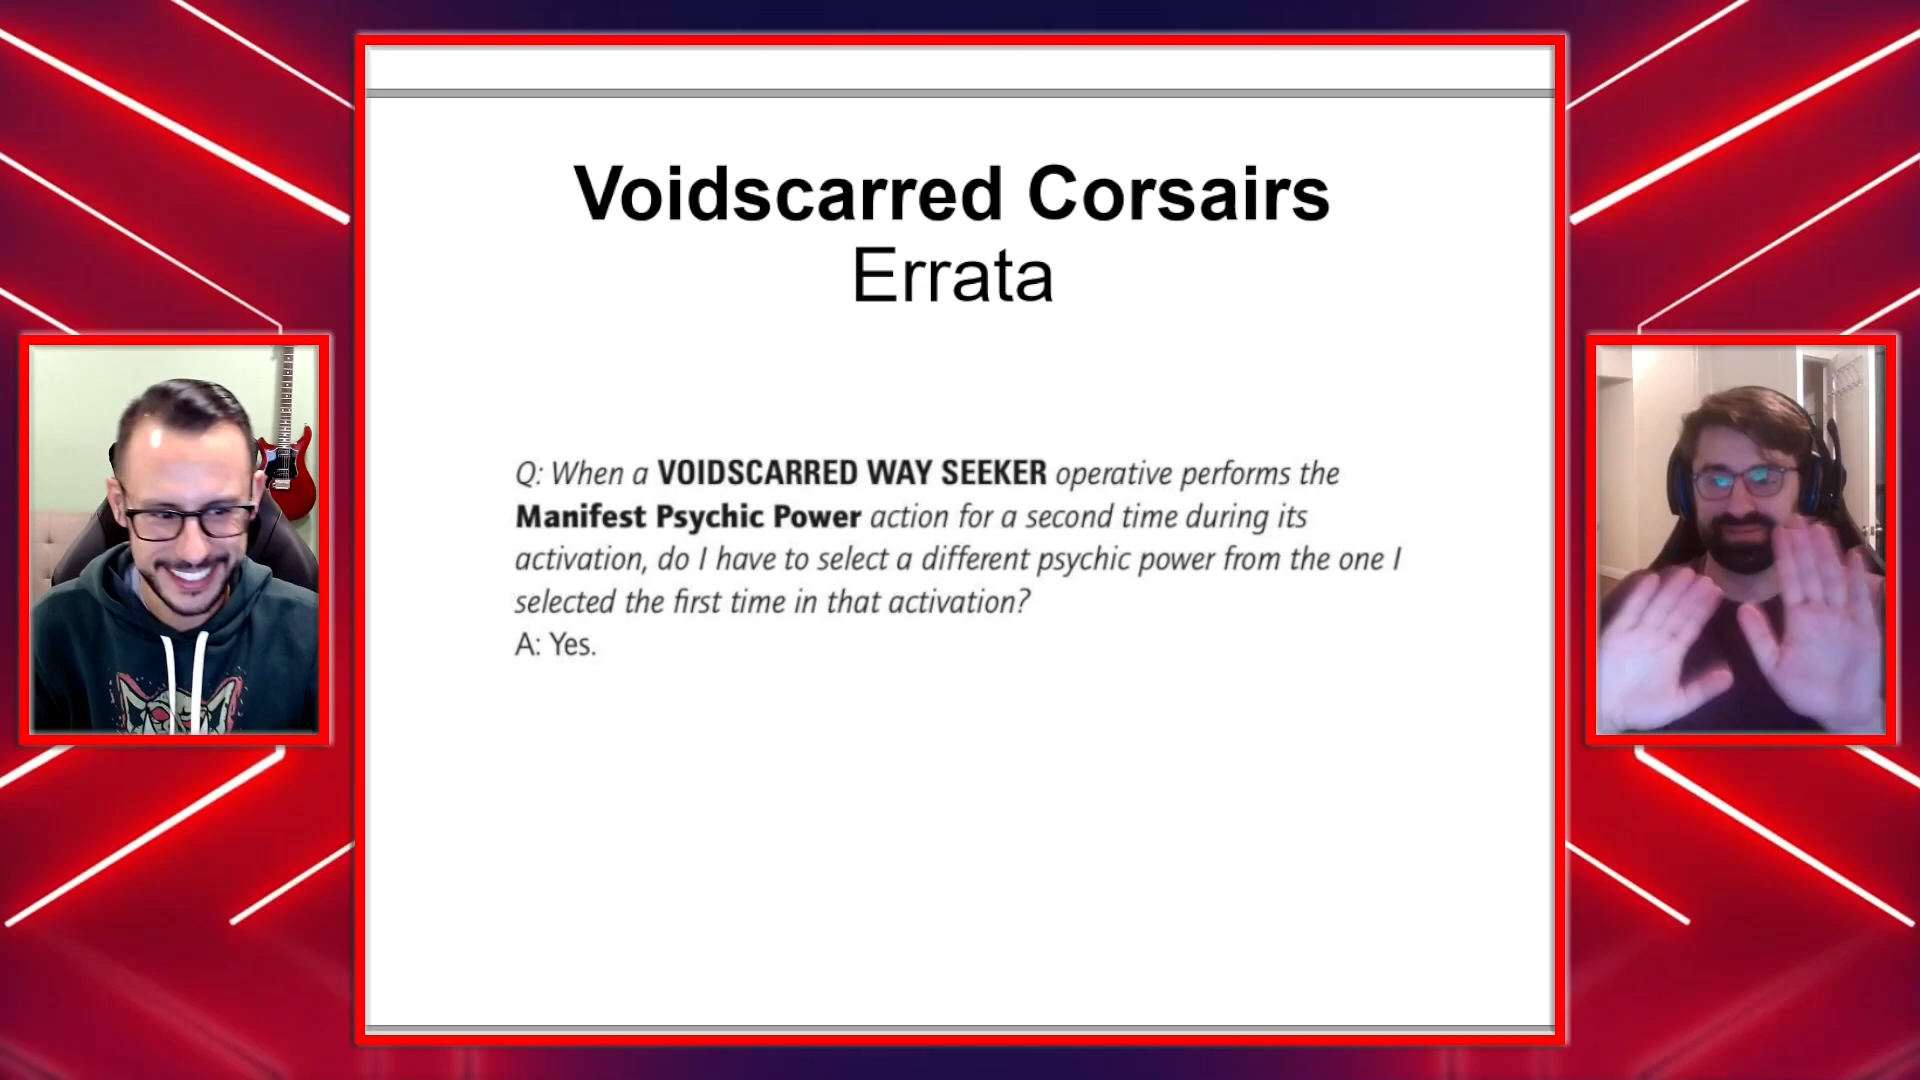 Voidscarred Corsairs
Errata
Q: When a VOIDSCARRED WAY SEEKER operative performs the
Manifest Psychic Power action for a second time during its
activation, do I have to select a different psychic power from the one I
selected the first time in that activation?
A: Yes.